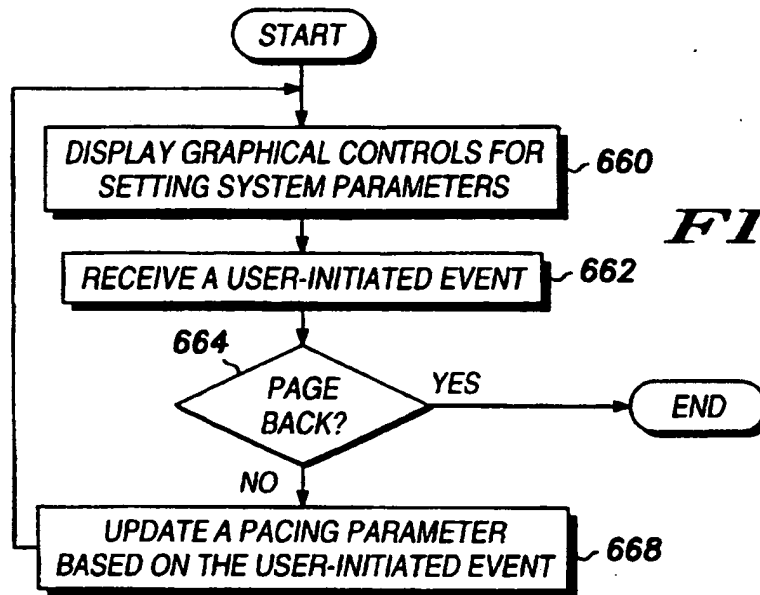 START
DISPLAY GRAPHICAL CONTROLS FOR
SETTING SYSTEM PARAMETERS
660
FI
RECEIVE A USER-INITIATED EVENT
662
664
PAGE
BACK?
YES
END
NO
UPDATE A PACING PARAMETER
BASED ON THE USER-INITIATED EVENT
668